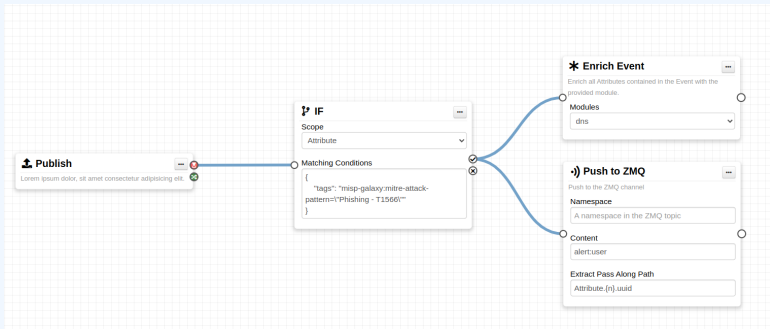 Publish
Lorem ipsum dolor, sit amet consectetur adipisicing elit.
IF
Scope
Attribute
Matching Conditions
{
"tags": "misp-galaxy:mitre-attack-
pattern=\"Phishing - T1566\""
}
Enrich Event
Enrich all Attributes contained in the Event with the
provided module.
Modules
dns
Push to ZMQ
Push to the ZMQ channel
Namespace
A namespace in the ZMQ topic
Content
alert:user
Extract Pass Along Path
Attribute.{n}.uuid